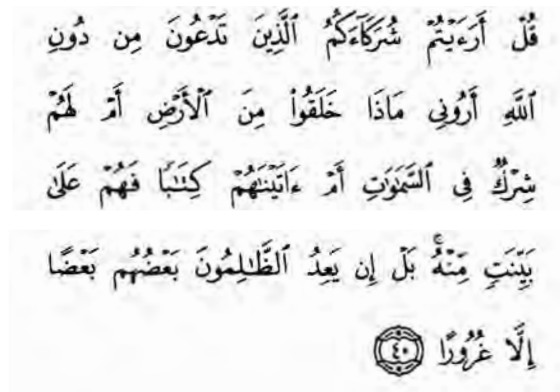 قُلۡ أَرَءَيۡتُمۡ شُرَكَآءَكُمُ ٱلَّذِينَ تَدۡعُونَ مِن دُونِ
ٱللَّهِ أَرُونِي مَاذَا خَلَقُواْ مِنَ ٱلۡأَرۡضِ أَمۡ لَهُمۡ
شِرۡكٞ فِي ٱلسَّمَٰوَٰتِ أَمۡ ءَاتَيۡنَٰهُمۡ كِتَٰبٗا فَهُمۡ عَلَىٰ
بَيِّنَتٖ مِّنۡهُۚ بَلۡ إِن يَعِدُ ٱلظَّٰلِمُونَ بَعۡضُهُم بَعۡضًا
إِلَّا غُرُورًا ٤٠